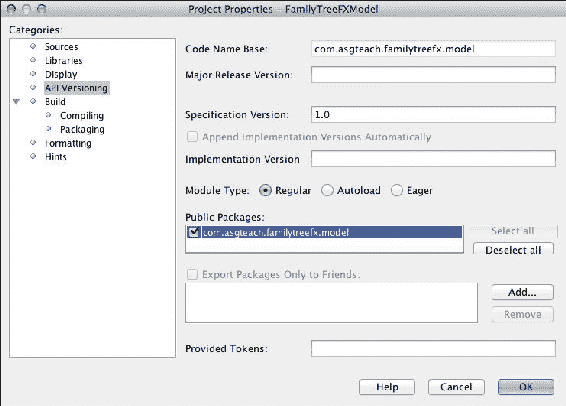 Project Properties – FamilyTreeFXModel
Categories:
Sources
Libraries
Display
API Versioning
Build
Compiling
Packaging
Formatting
Hints
Code Name Base: com.asgteach.familytreefx.model
Major Release Version:
Specification Version: 1.0
Append Implementation Versions Automatically
Implementation Version
Module Type: Regular Autoload Eager
Public Packages:
com.asgteach.familytreefx.model
Select all
Deselect all
Export Packages Only to Friends:
Add...
Remove
Provided Tokens:
Help Cancel OK